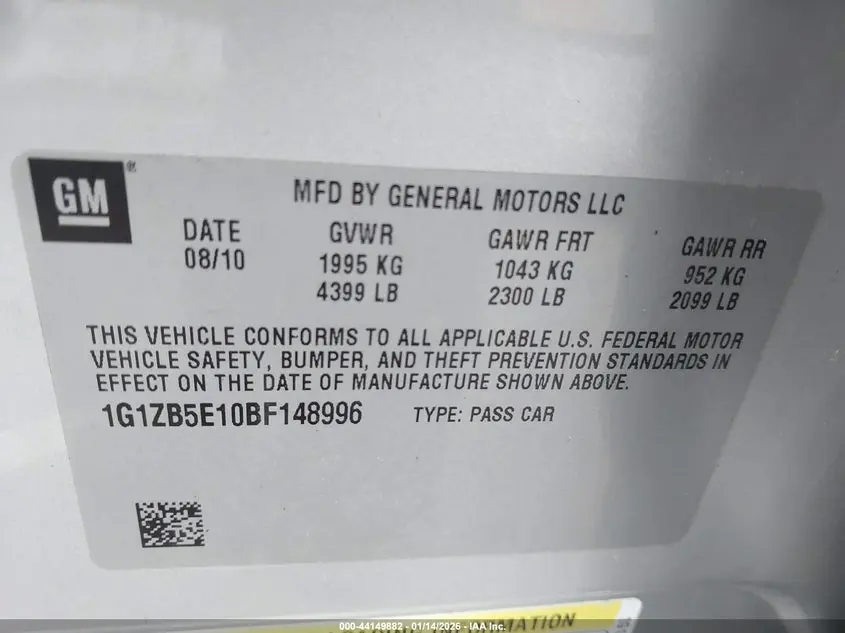 GM ®
MFD BY GENERAL MOTORS LLC
DATE GVWR GAWR FRT GAWR RR
08/10 1995 KG 1043 KG 952 KG
4399 LB 2300 LB 2099 LB
THIS VEHICLE CONFORMS TO ALL APPLICABLE U.S. FEDERAL MOTOR
VEHICLE SAFETY, BUMPER, AND THEFT PREVENTION STANDARDS IN
EFFECT ON THE DATE OF MANUFACTURE SHOWN ABOVE.
1G1ZB5E10BF148996 TYPE: PASS CAR
INFORMATION
000-44149882 - 01/14/2026 - IAA Inc.